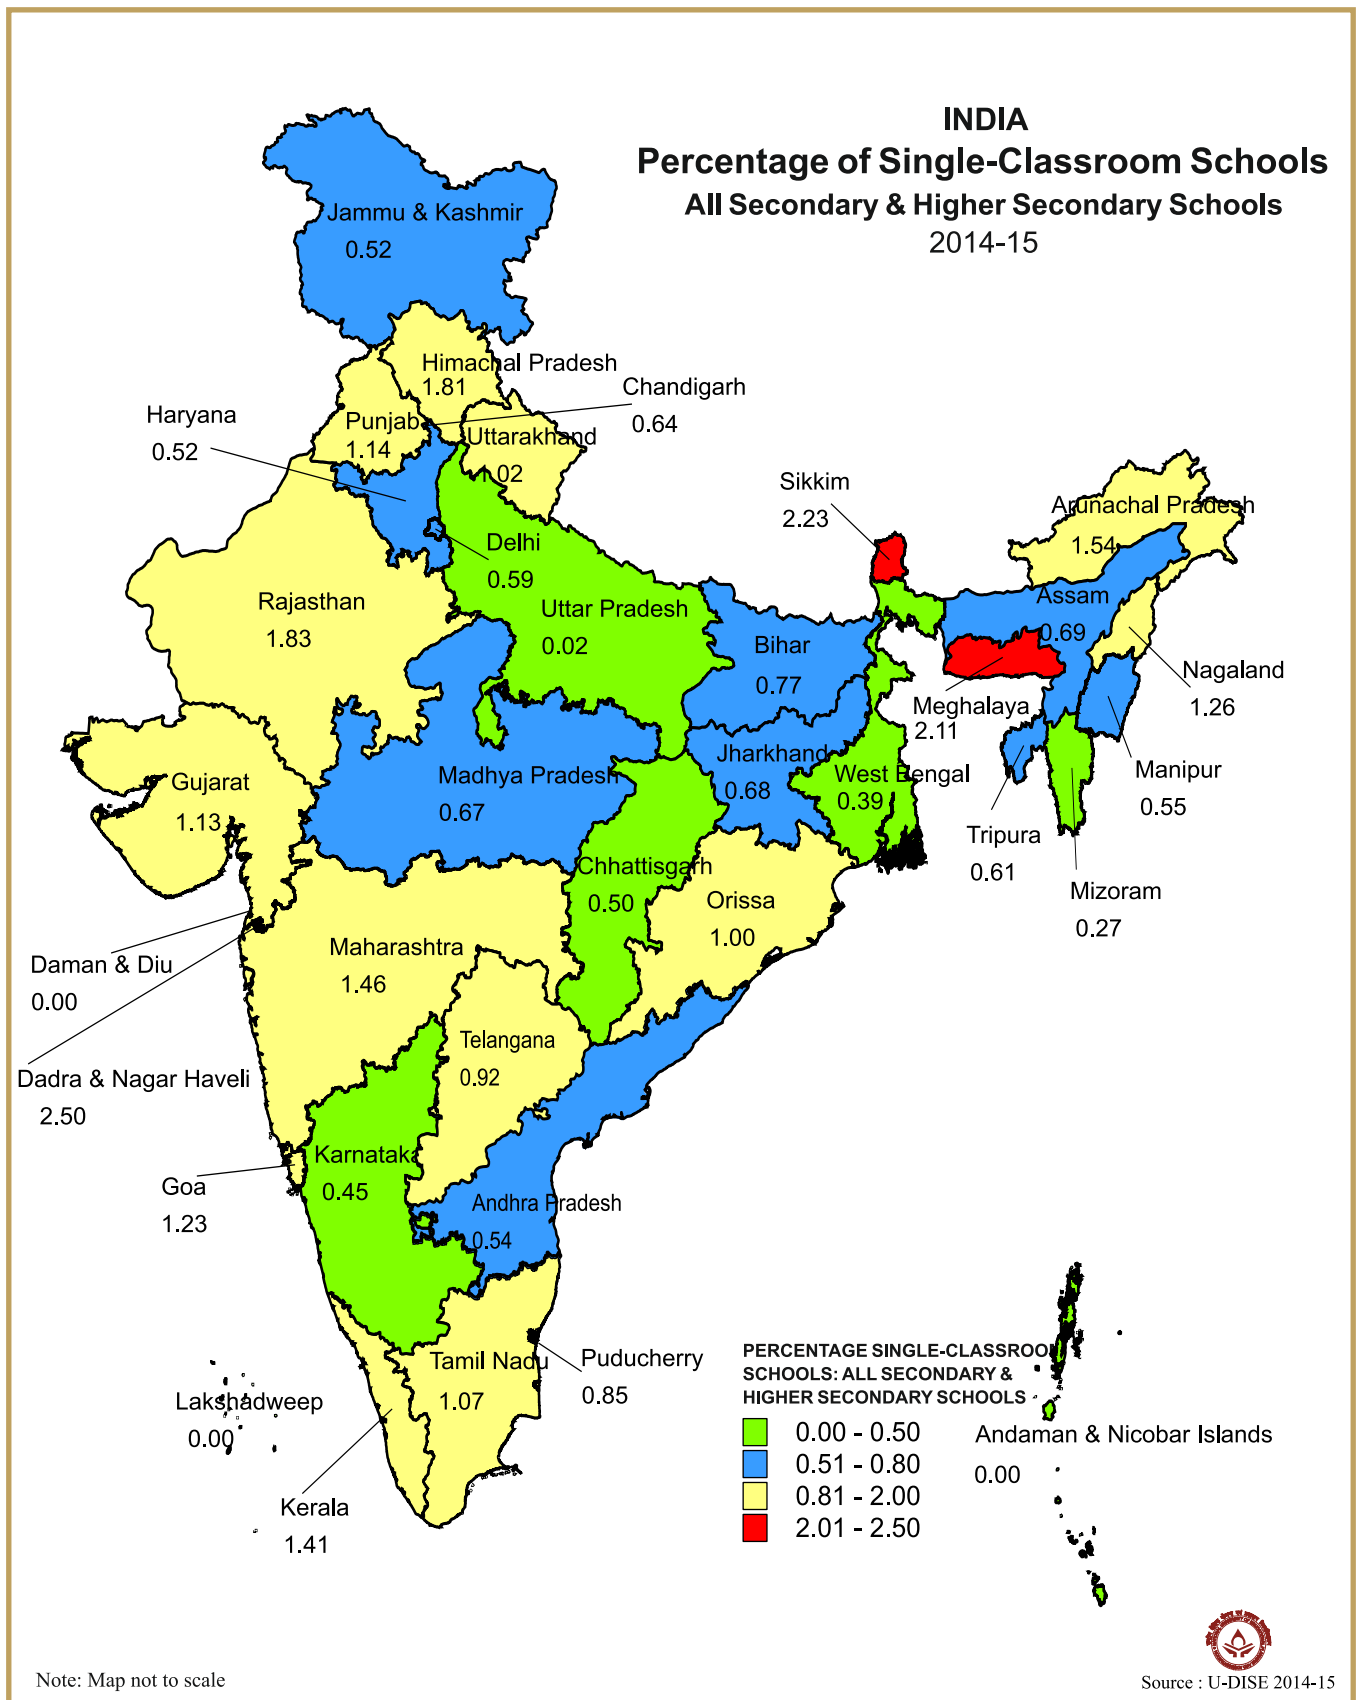 INDIA
Percentage of Single-Classroom Schools
All Secondary & Higher Secondary Schools
2014-15
Jammu & Kashmir
0.52
Himachal Pradesh
1.81
Chandigarh
0.64
Haryana
0.52
Punjab
1.14
Uttarakhand
1.02
Sikkim
2.23
Arunachal Pradesh
1.54
Delhi
0.59
Rajasthan
1.83
Uttar Pradesh
0.02
Bihar
0.77
Assam
0.69
Nagaland
1.26
Meghalaya
2.11
Gujarat
1.13
Madhya Pradesh
0.67
Jharkhand
0.68
West Bengal
0.39
Manipur
0.55
Tripura
0.61
Mizoram
0.27
Chhattisgarh
0.50
Orissa
1.00
Daman & Diu
0.00
Maharashtra
1.46
Telangana
0.92
Dadra & Nagar Haveli
2.50
Karnataka
0.45
Goa
1.23
Andhra Pradesh
0.54
Tamil Nadu
1.07
Puducherry
0.85
Lakshadweep
0.00
Kerala
1.41
PERCENTAGE SINGLE-CLASSROOM
SCHOOLS: ALL SECONDARY &
HIGHER SECONDARY SCHOOLS
0.00 - 0.50
0.51 - 0.80
0.81 - 2.00
2.01 - 2.50
Andaman & Nicobar Islands
0.00
Note: Map not to scale
Source : U-DISE 2014-15